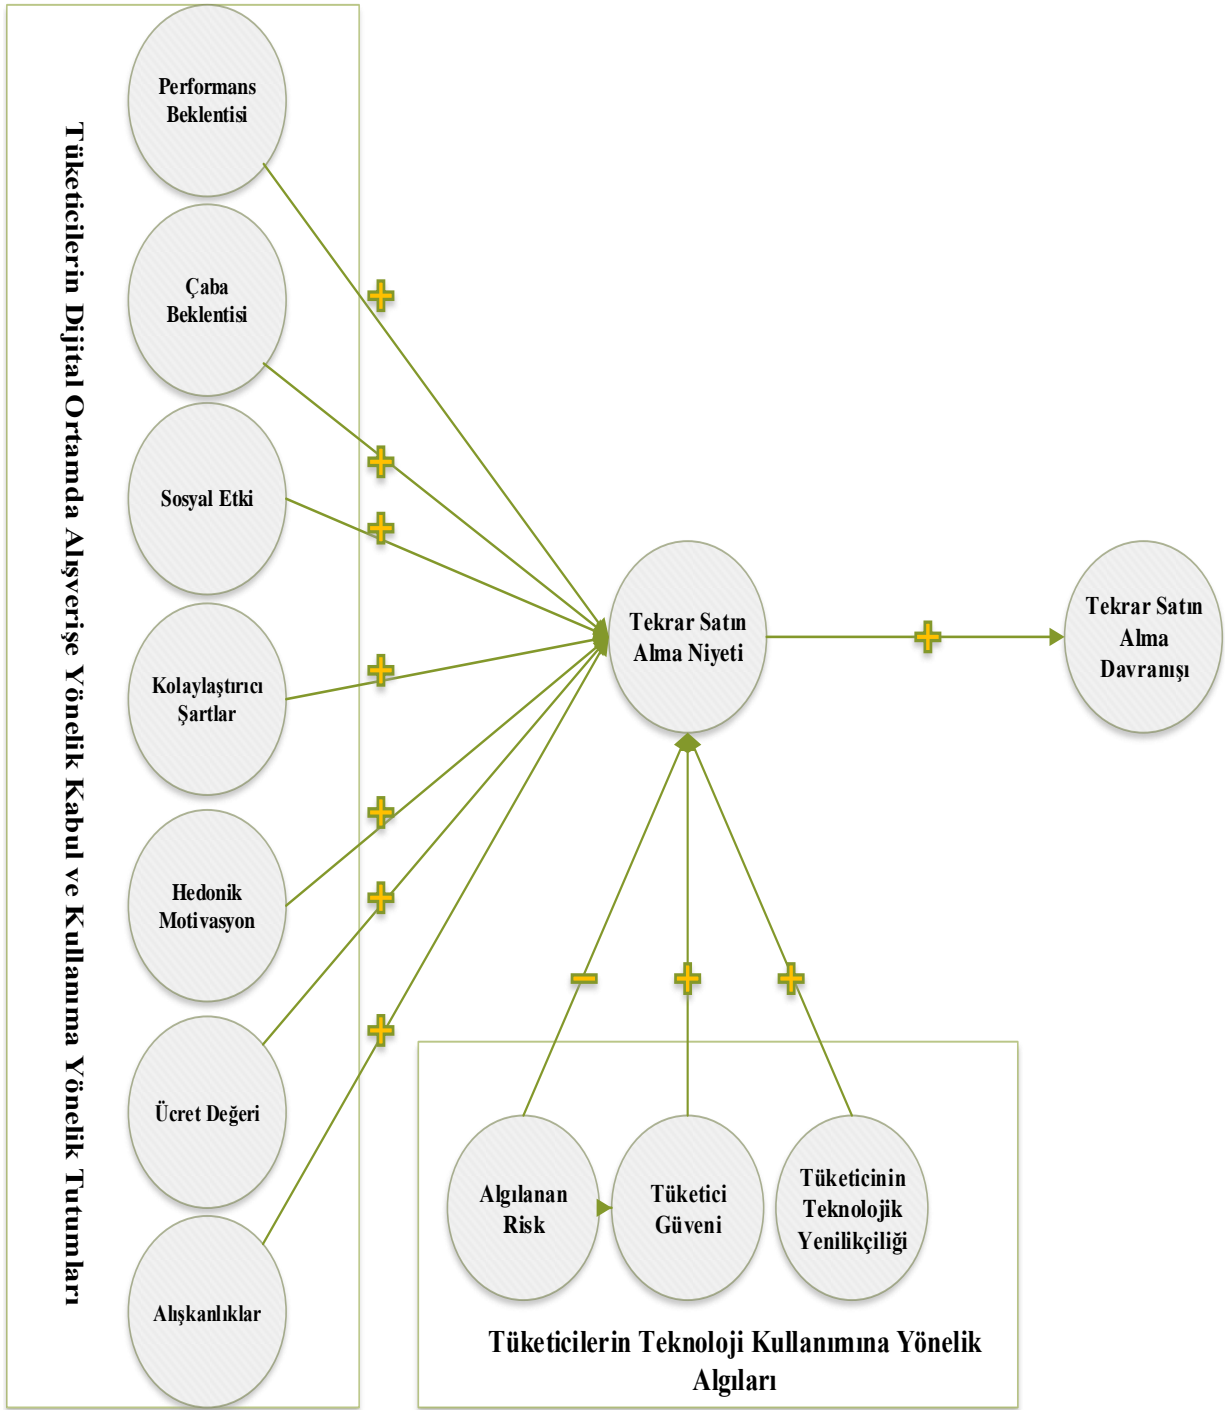 Tüketicilerin Dijital Ortamda Alışverişe Yönelik Kabul ve Kullanıma Yönelik Tutumları
Performans
Beklentisi
Çaba
Beklentisi
Sosyal Etki
Kolaylaştırıcı
Şartlar
Hedonik
Motivasyon
Ücret Değeri
Alışkanlıklar
Tekrar Satın
Alma Niyeti
Tekrar Satın
Alma
Davranışı
Algılanan
Risk
Tüketici
Güveni
Tüketicinin
Teknolojik
Yenilikçiliği
Tüketicilerin Teknoloji Kullanımına Yönelik
Algıları